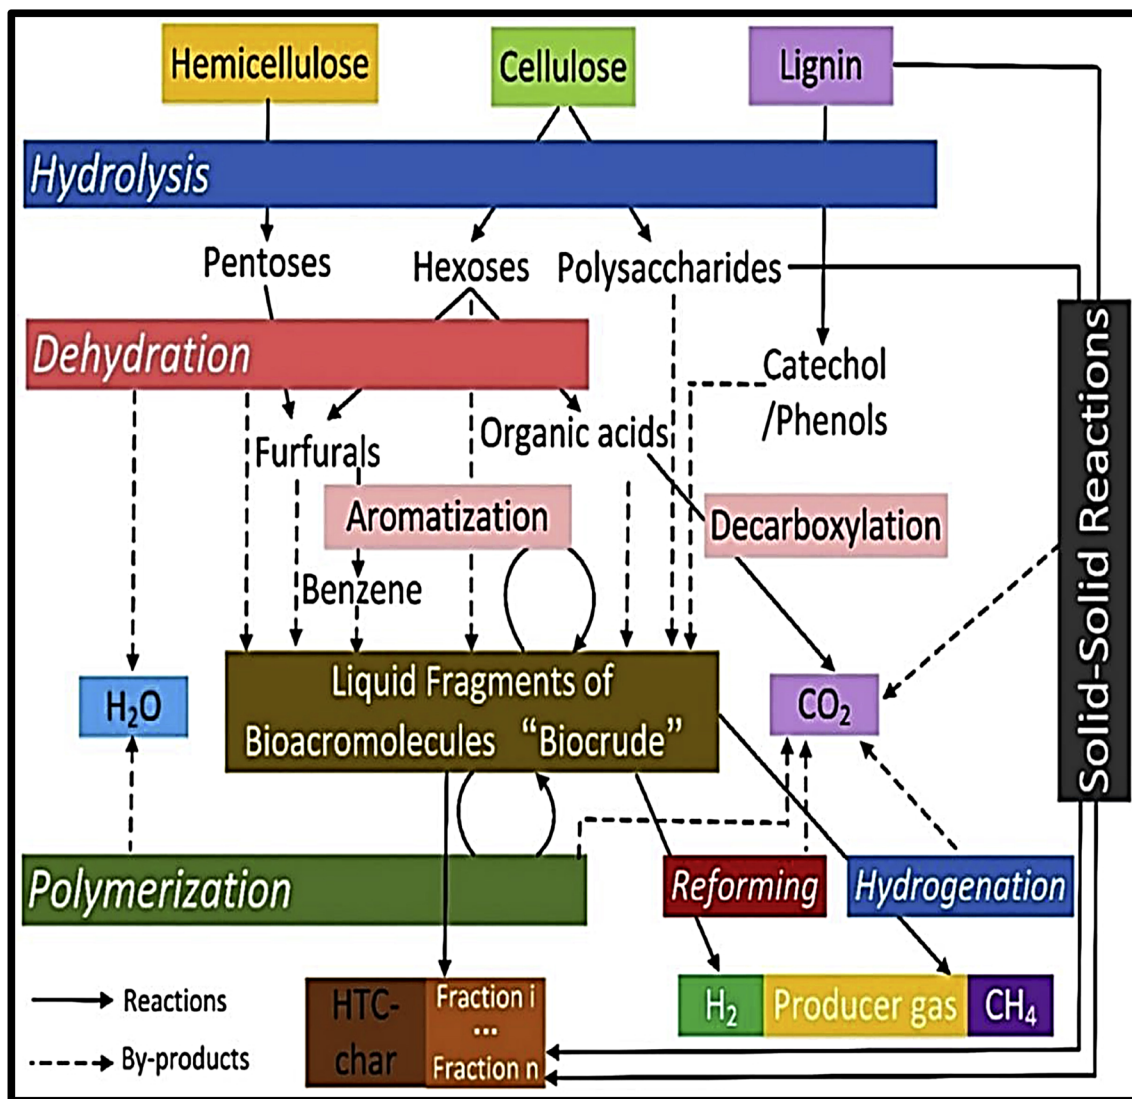 Hemicellulose
Cellulose
Lignin
Hydrolysis
Pentoses
Hexoses
Polysaccharides
Dehydration
Catechol
/Phenols
Furfurals
Organic acids
Aromatization
Decarboxylation
Benzene
Solid-Solid Reactions
Liquid Fragments of
Bioacromolecules “Biocrude”
H₂O
CO₂
Polymerization
Reforming
Hydrogenation
Reactions
By-products
HTC-
char
Fraction i
...
Fraction n
H₂
Producer gas
CH₄